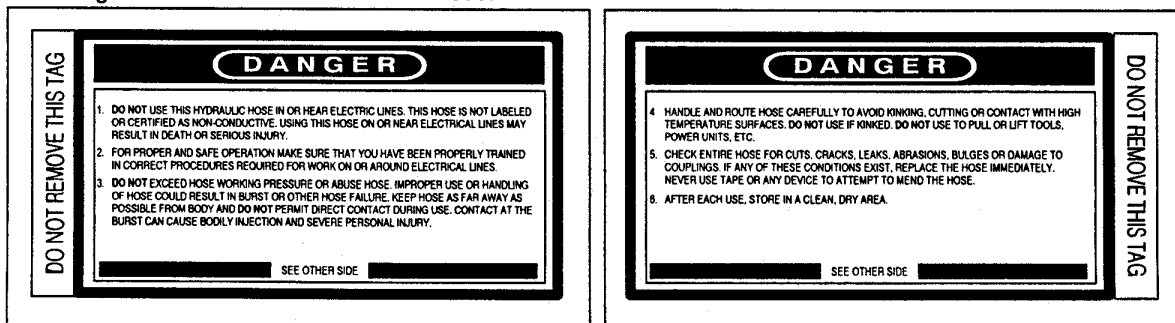 DO NOT REMOVE THIS TAG
DANGER
1. DO NOT USE THIS HYDRAULIC HOSE IN OR HEAR ELECTRIC LINES. THIS HOSE IS NOT LABELED
OR CERTIFIED AS NON-CONDUCTIVE. USING THIS HOSE ON OR NEAR ELECTRICAL LINES MAY
RESULT IN DEATH OR SERIOUS INJURY.
2. FOR PROPER AND SAFE OPERATION MAKE SURE THAT YOU HAVE BEEN PROPERLY TRAINED
IN CORRECT PROCEDURES REQUIRED FOR WORK ON OR AROUND ELECTRICAL LINES.
3. DO NOT EXCEED HOSE WORKING PRESSURE OR ABUSE HOSE. IMPROPER USE OR HANDLING
OF HOSE COULD RESULT IN BURST OR OTHER HOSE FAILURE. KEEP HOSE AS FAR AWAY AS
POSSIBLE FROM BODY AND DO NOT PERMIT DIRECT CONTACT DURING USE. CONTACT AT THE
BURST CAN CAUSE BODILY INJECTION AND SEVERE PERSONAL INJURY.
SEE OTHER SIDE
DANGER
4 HANDLE AND ROUTE HOSE CAREFULLY TO AVOID KINKING, CUTTING OR CONTACT WITH HIGH
TEMPERATURE SURFACES. DO NOT USE IF KINKED. DO NOT USE TO PULL OR LIFT TOOLS,
POWER UNITS, ETC.
5. CHECK ENTIRE HOSE FOR CUTS, CRACKS, LEAKS, ABRASIONS, BULGES OR DAMAGE TO
COUPLINGS. IF ANY OF THESE CONDITIONS EXIST, REPLACE THE HOSE IMMEDIATELY.
NEVER USE TAPE OR ANY DEVICE TO ATTEMPT TO MEND THE HOSE.
6. AFTER EACH USE, STORE IN A CLEAN, DRY AREA.
SEE OTHER SIDE
DO NOT REMOVE THIS TAG